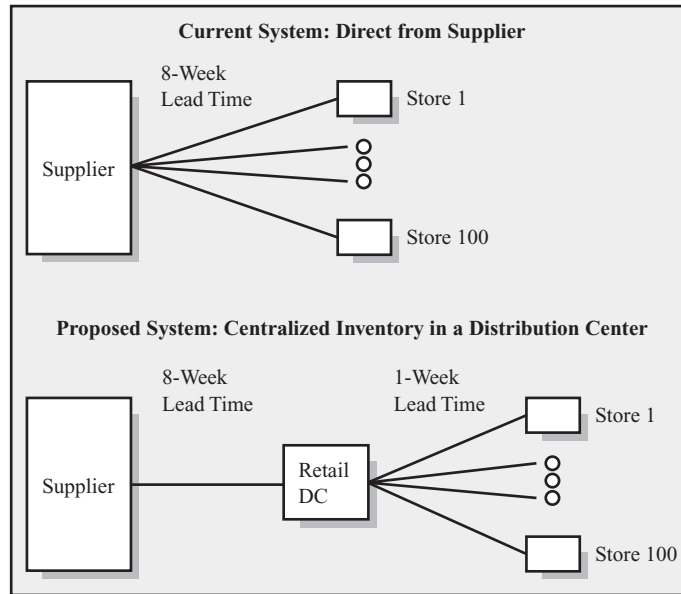 Current System: Direct from Supplier
8-Week
Lead Time
Store 1
Supplier
Store 100
Proposed System: Centralized Inventory in a Distribution Center
8-Week
Lead Time
1-Week
Lead Time
Store 1
Supplier
Retail
DC
Store 100